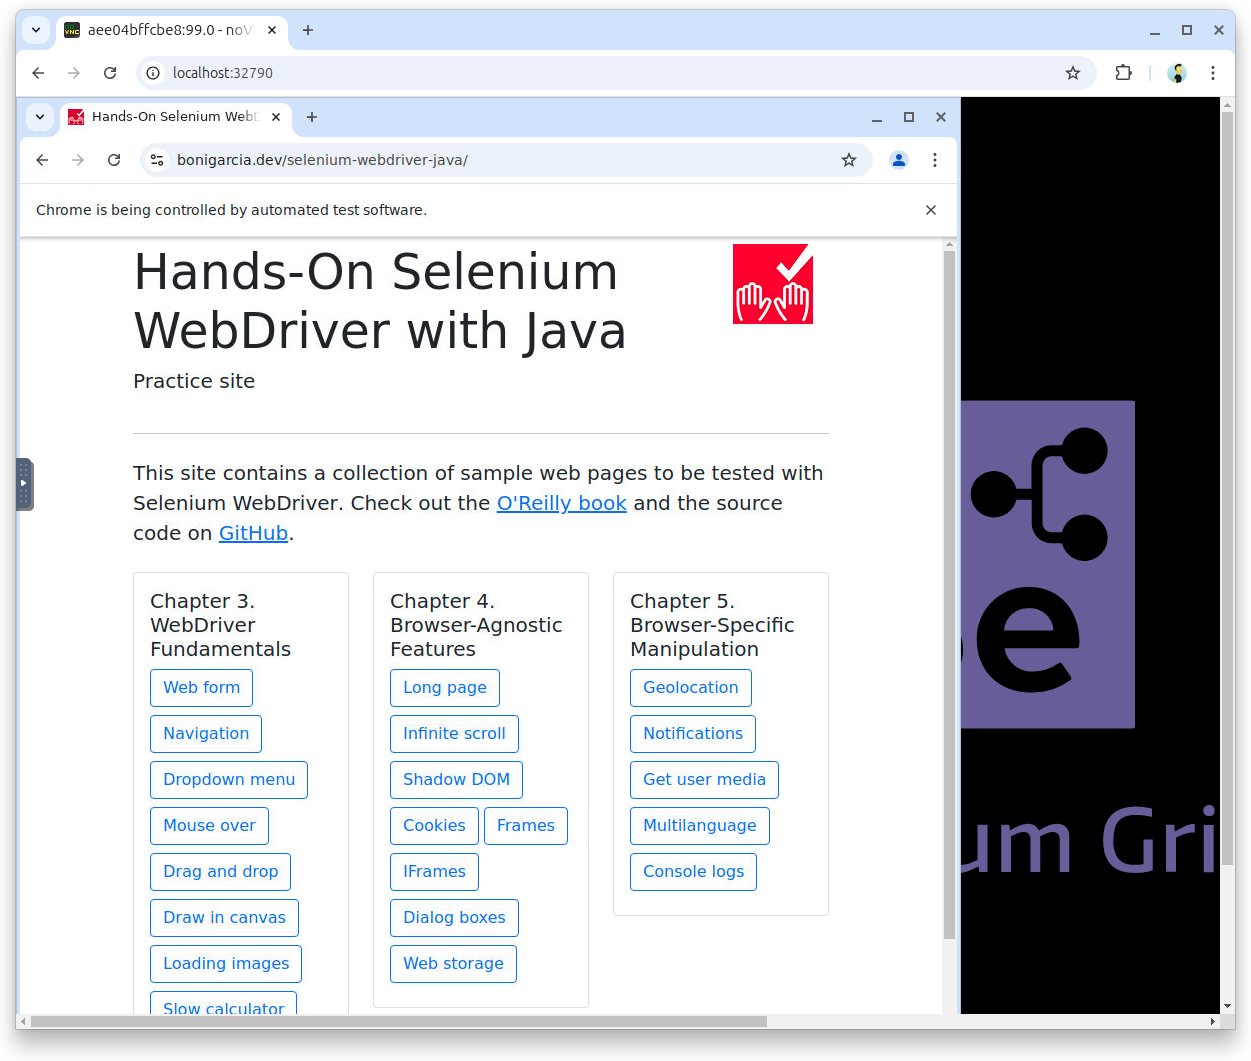 aee04bffcbe8:99.0 - noV
localhost:32790
Hands-On Selenium WebD
bonigarcia.dev/selenium-webdriver-java/
Chrome is being controlled by automated test software.
Hands-On Selenium
WebDriver with Java
Practice site
This site contains a collection of sample web pages to be tested with
Selenium WebDriver. Check out the O'Reilly book and the source
code on GitHub.
Chapter 3.
WebDriver
Fundamentals
Web form
Navigation
Dropdown menu
Mouse over
Drag and drop
Draw in canvas
Loading images
Slow calculator
Chapter 4.
Browser-Agnostic
Features
Long page
Infinite scroll
Shadow DOM
Cookies Frames
IFrames
Dialog boxes
Web storage
Chapter 5.
Browser-Specific
Manipulation
Geolocation
Notifications
Get user media
Multilanguage
Console logs
e
um Gri